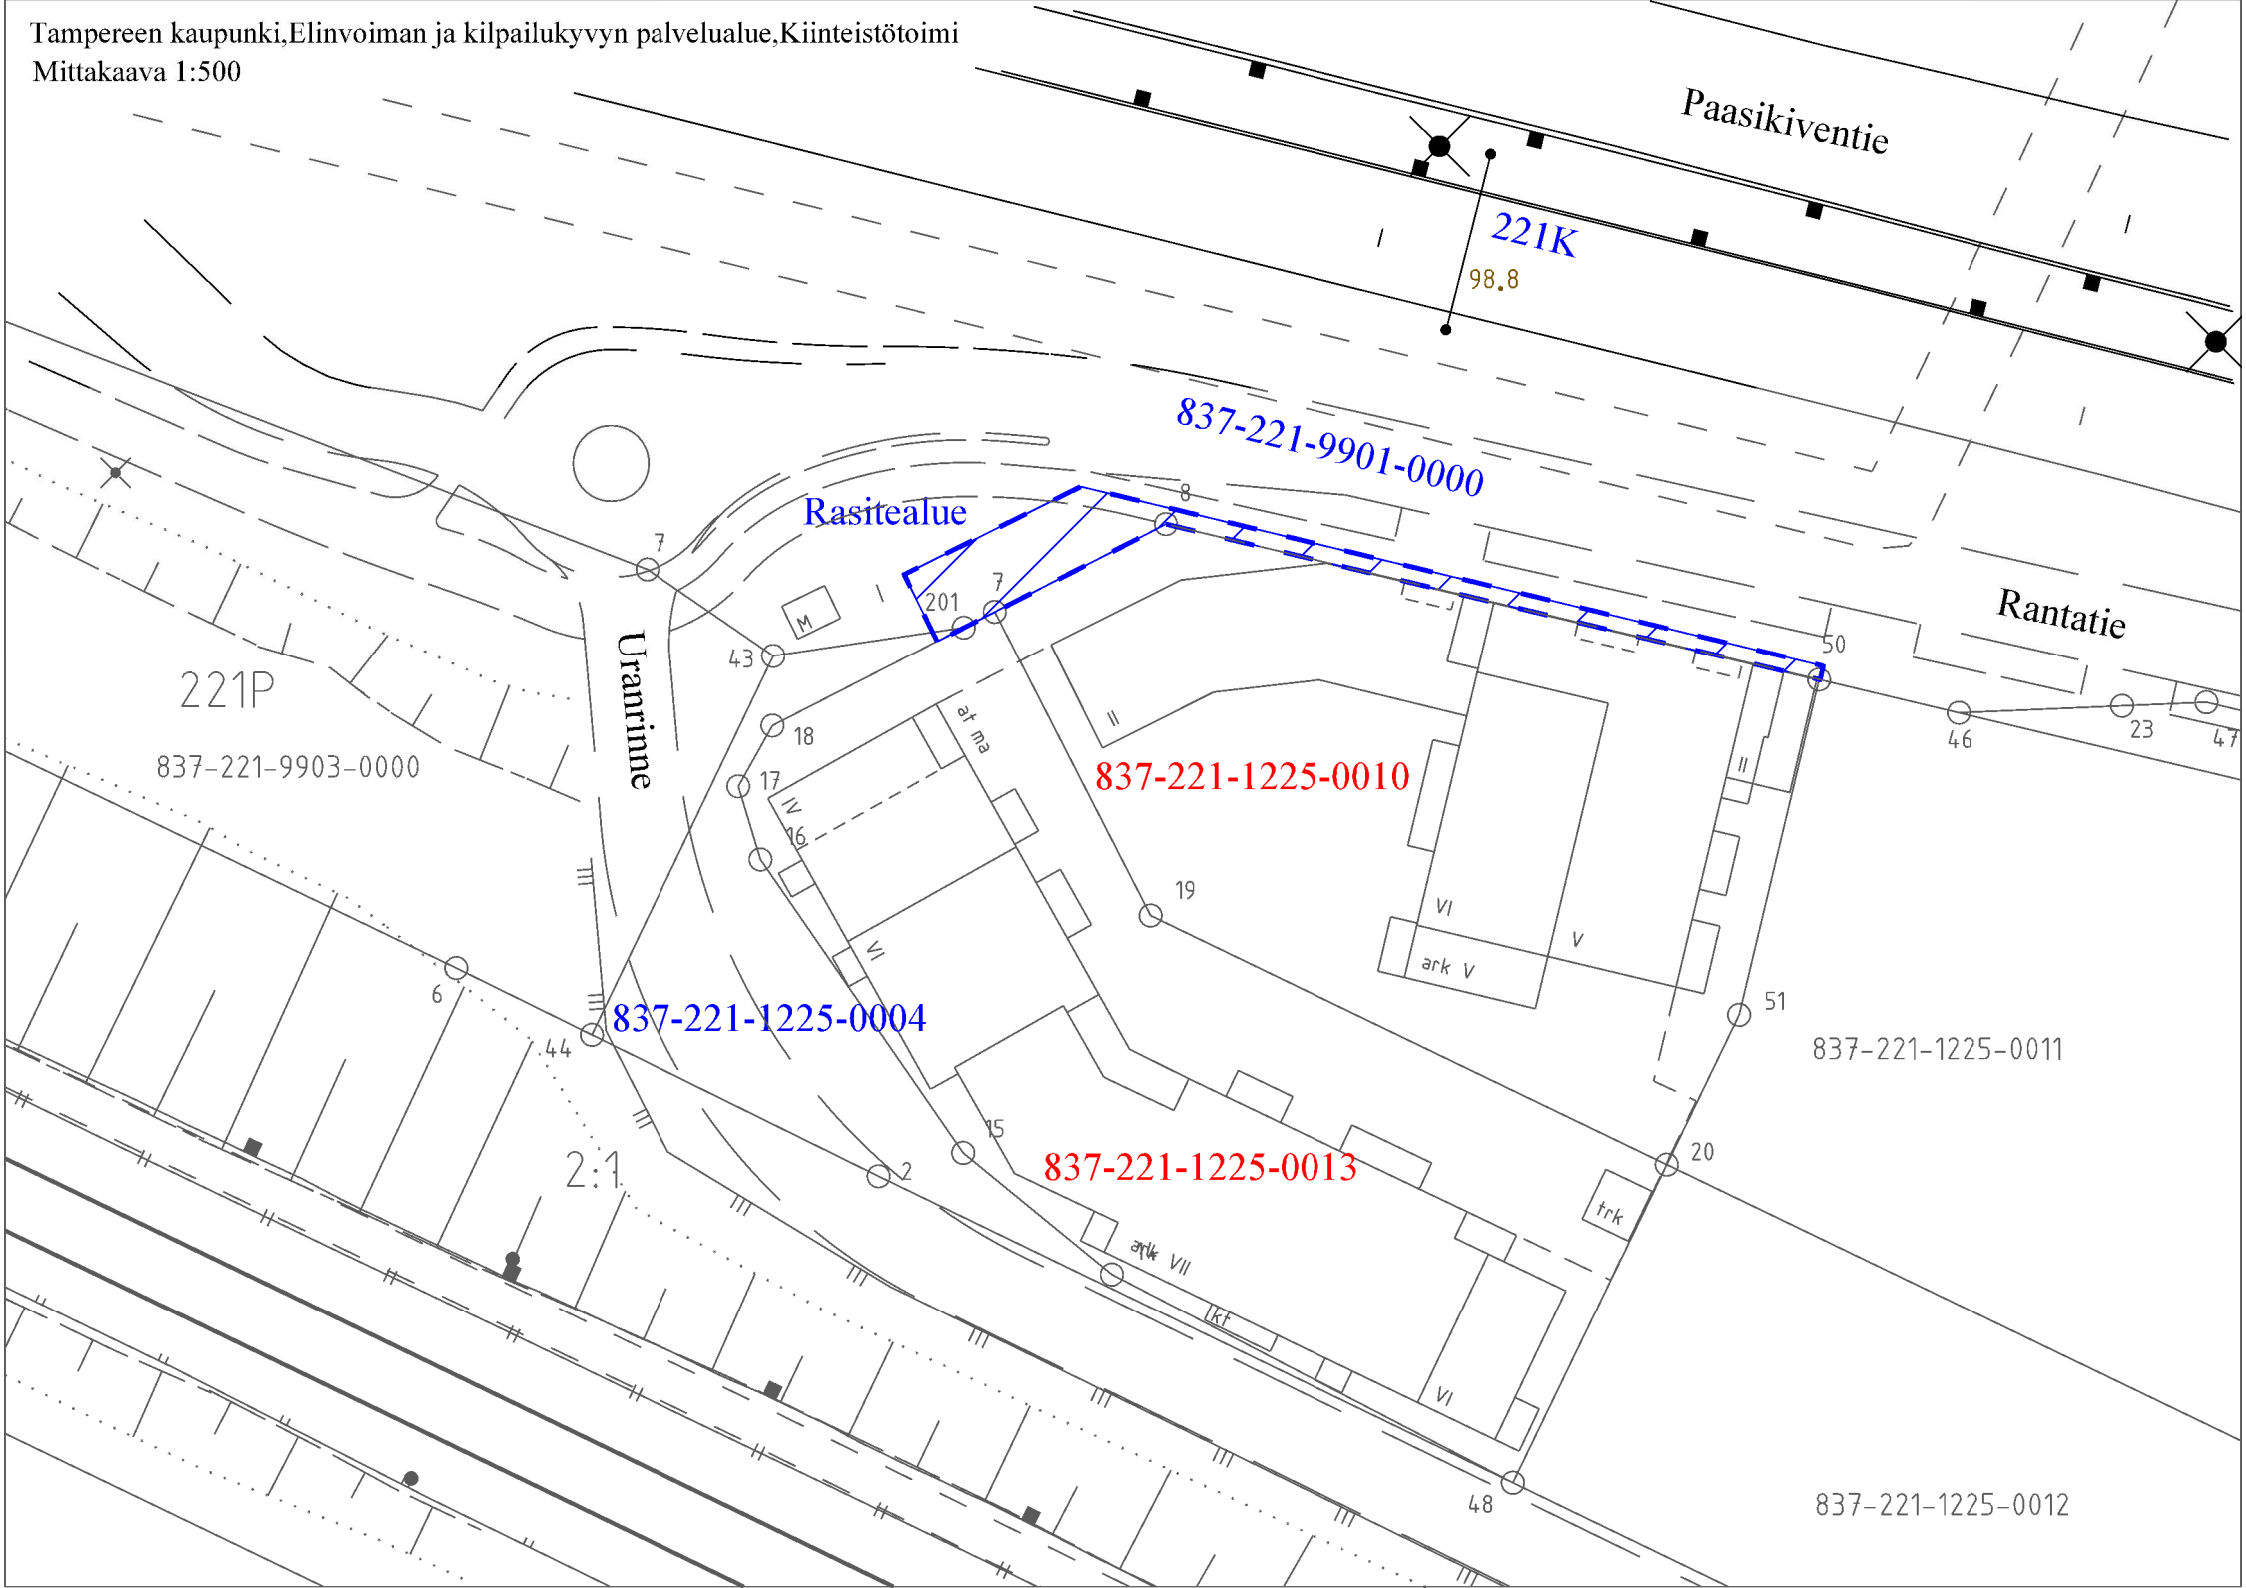 Tampereen kaupunki,Elinvoiman ja kilpailukyvyn palvelualue,Kiinteistötoimi
Mittakaava 1:500
Paasikiventie
221K
98.8
837-221-9901-0000
8
Rasitealue
7
7
201
Rantatie
M
I
43
50
Uranrinne
221P
18
at ma
II
46
23
47
837-221-9903-0000
17
837-221-1225-0010
II
IV
16
19
VI
V
VI
ark V
51
6
837-221-1225-0004
44
837-221-1225-0011
15
2:1
2
837-221-1225-0013
20
trk
VII
kf
VI
48
837-221-1225-0012